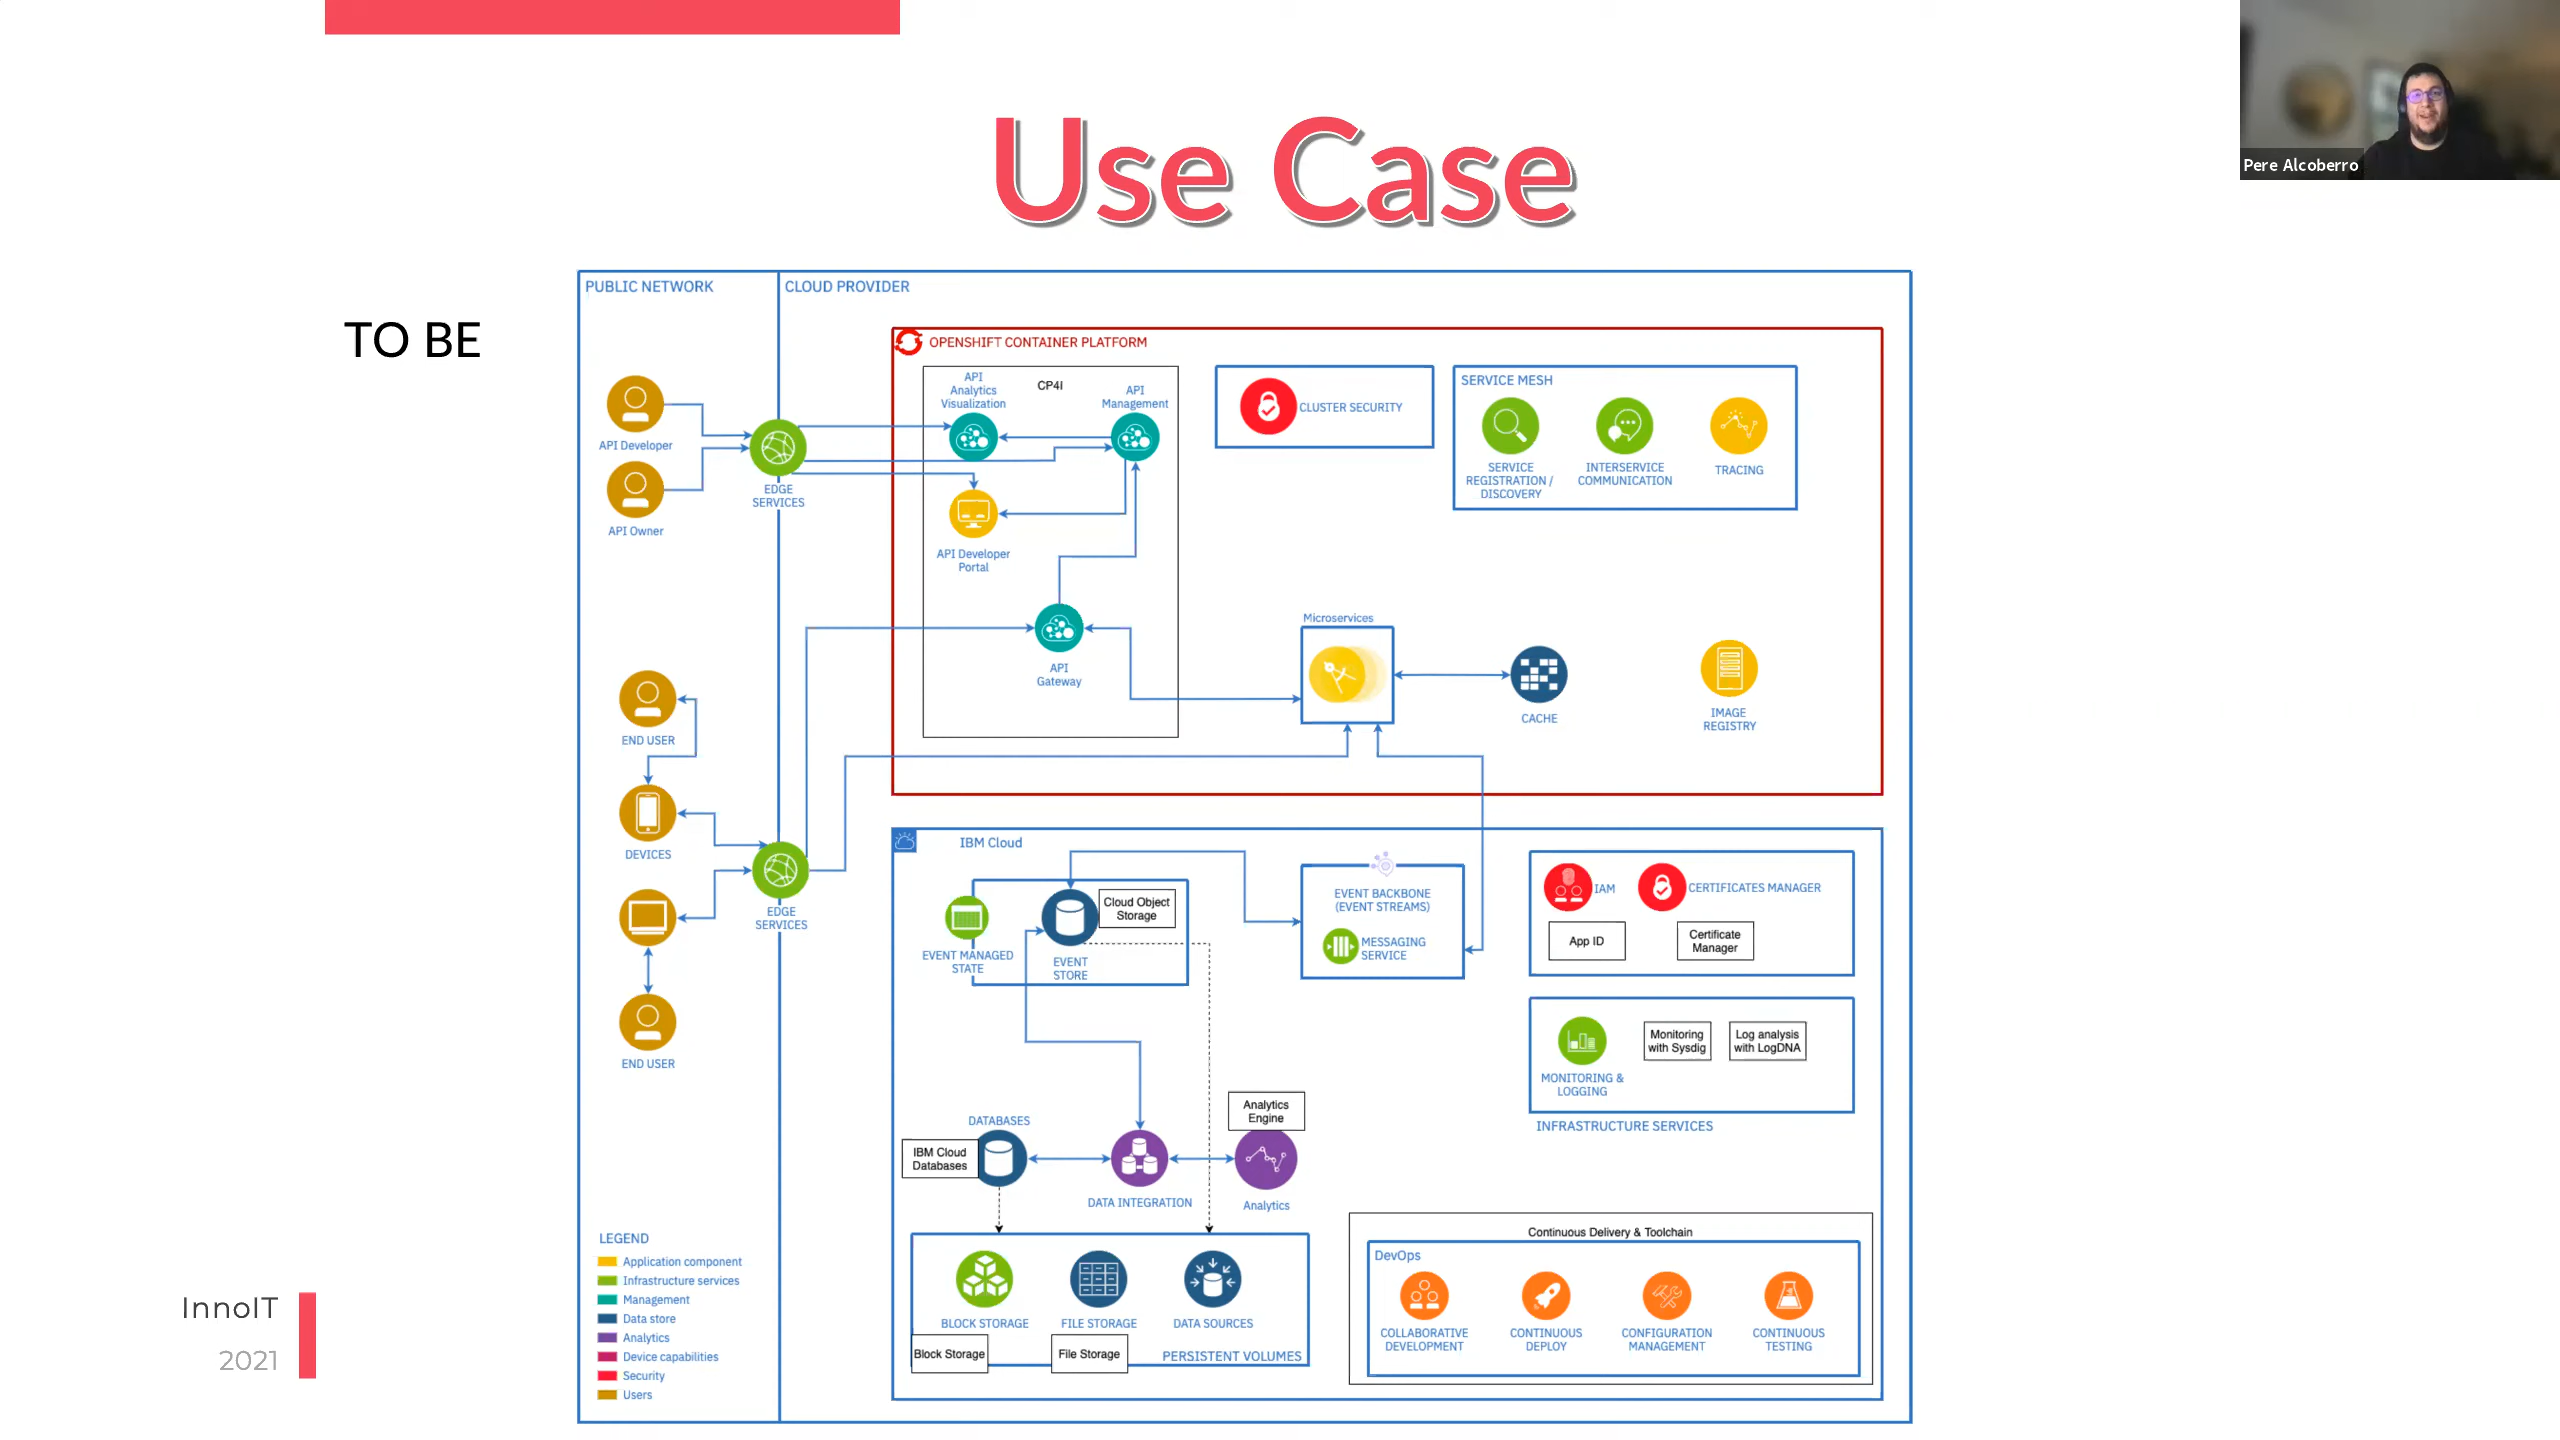 Use Case
Pere Alcoberro
TO BE
PUBLIC NETWORK
CLOUD PROVIDER
OPENSHIFT CONTAINER PLATFORM
API
Analytics
Visualization
CP4I
API
Management
CLUSTER SECURITY
SERVICE MESH
SERVICE
REGISTRATION /
DISCOVERY
INTERSERVICE
COMMUNICATION
TRACING
API Developer
API Owner
EDGE
SERVICES
API Developer
Portal
API
Gateway
Microservices
CACHE
IMAGE
REGISTRY
END USER
DEVICES
EDGE
SERVICES
END USER
IBM Cloud
EVENT MANAGED
STATE
EVENT
STORE
Cloud Object
Storage
EVENT BACKBONE
(EVENT STREAMS)
MESSAGING
SERVICE
IAM
CERTIFICATES MANAGER
App ID
Certificate
Manager
MONITORING &
LOGGING
Monitoring
with Sysdig
Log analysis
with LogDNA
INFRASTRUCTURE SERVICES
DATABASES
IBM Cloud
Databases
DATA INTEGRATION
Analytics
Engine
Analytics
BLOCK STORAGE
FILE STORAGE
DATA SOURCES
Block Storage
File Storage
PERSISTENT VOLUMES
Continuous Delivery & Toolchain
DevOps
COLLABORATIVE
DEVELOPMENT
CONTINUOUS
DEPLOY
CONFIGURATION
MANAGEMENT
CONTINUOUS
TESTING
LEGEND
Application component
Infrastructure services
Management
Data store
Analytics
Device capabilities
Security
Users
InnoIT
2021